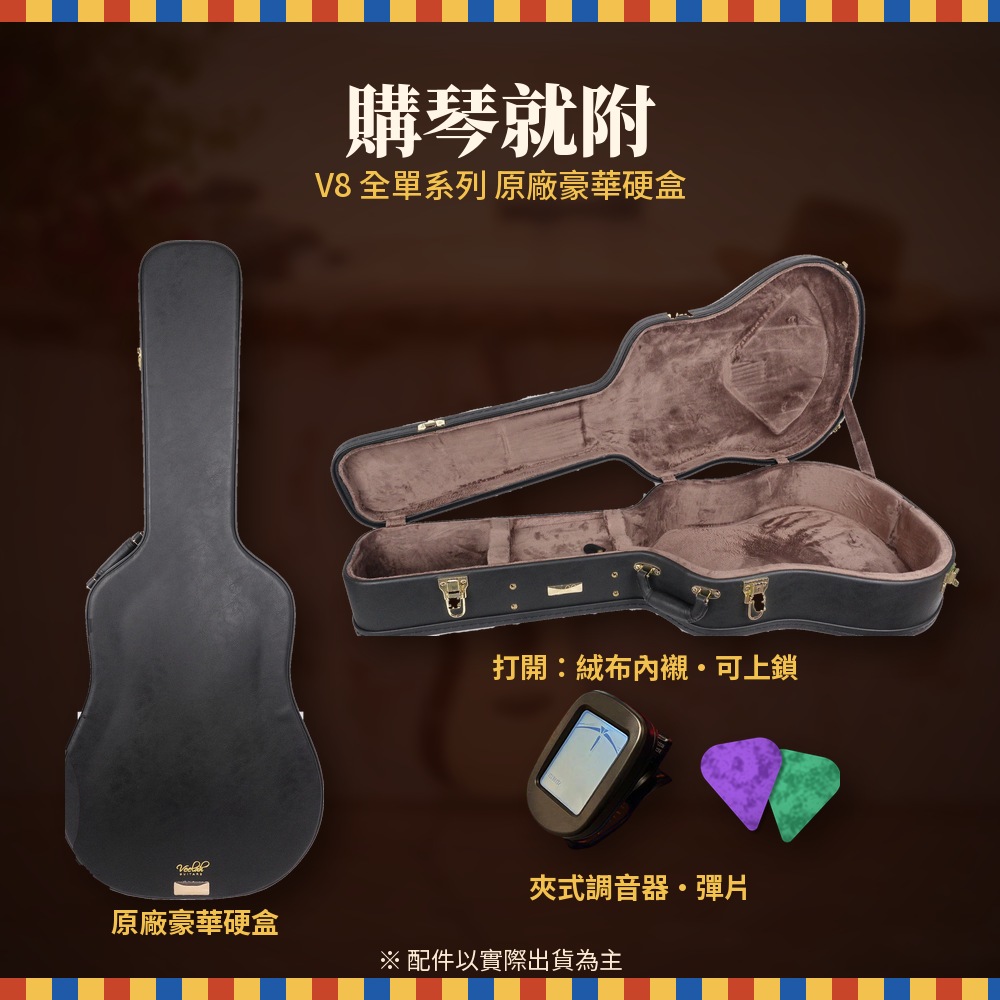 購琴就附
V8 全單系列 原廠豪華硬盒
打開：絨布內襯・可上鎖
夾式調音器・彈片
Veelah
GUITARS
原廠豪華硬盒
※ 配件以實際出貨為主